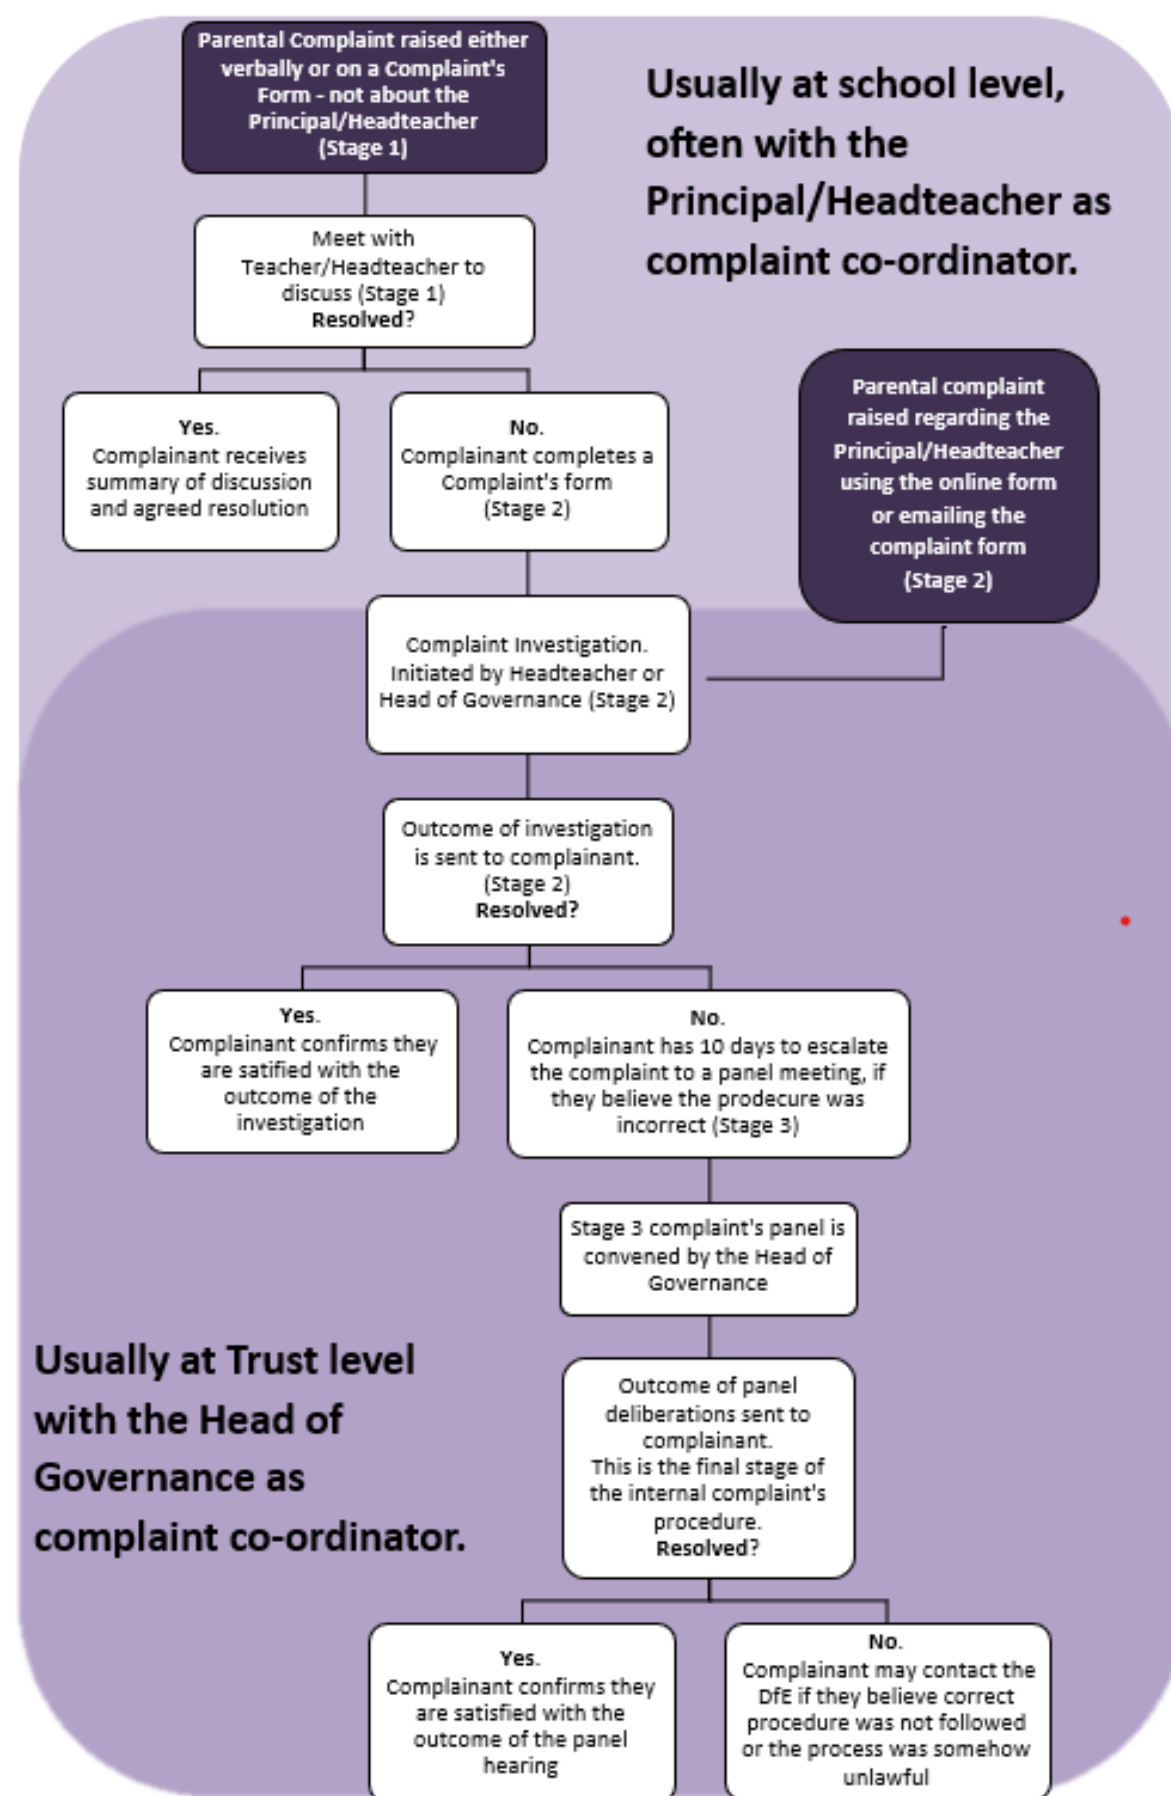 Parental Complaint raised either
verbally or on a Complaint's
Form - not about the
Principal/Headteacher
(Stage 1)
Usually at school level,
often with the
Principal/Headteacher as
complaint co-ordinator.
Meet with
Teacher/Headteacher to
discuss (Stage 1)
Resolved?
Yes.
Complainant receives
summary of discussion
and agreed resolution
No.
Complainant completes a
Complaint's form
(Stage 2)
Parental complaint
raised regarding the
Principal/Headteacher
using the online form
or emailing the
complaint form
(Stage 2)
Complaint Investigation.
Initiated by Headteacher or
Head of Governance (Stage 2)
Outcome of investigation
is sent to complainant.
(Stage 2)
Resolved?
Yes.
Complainant confirms they
are satified with the
outcome of the
investigation
No.
Complainant has 10 days to escalate
the complaint to a panel meeting, if
they believe the prodecure was
incorrect (Stage 3)
Stage 3 complaint's panel is
convened by the Head of
Governance
Usually at Trust level
with the Head of
Governance as
complaint co-ordinator.
Outcome of panel
deliberations sent to
complainant.
This is the final stage of
the internal complaint's
procedure.
Resolved?
Yes.
Complainant confirms they
are satisfied with the
outcome of the panel
hearing
No.
Complainant may contact the
DfE if they believe correct
procedure was not followed
or the process was somehow
unlawful